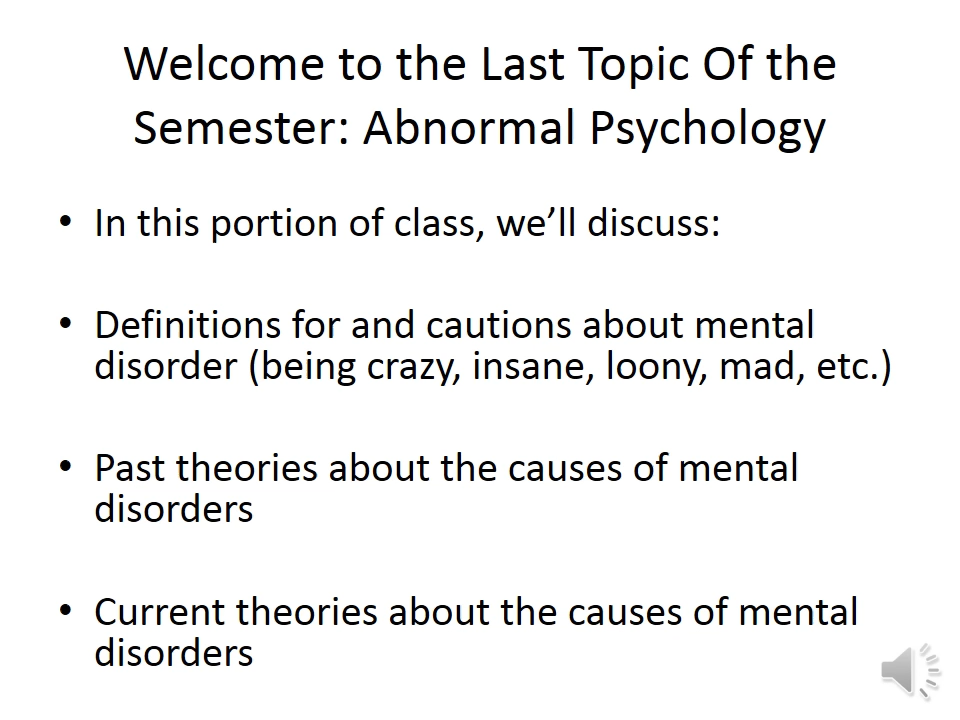 Welcome to the Last Topic Of the
Semester: Abnormal Psychology
• In this portion of class, we’ll discuss:
• Definitions for and cautions about mental
disorder (being crazy, insane, loony, mad, etc.)
• Past theories about the causes of mental
disorders
• Current theories about the causes of mental
disorders